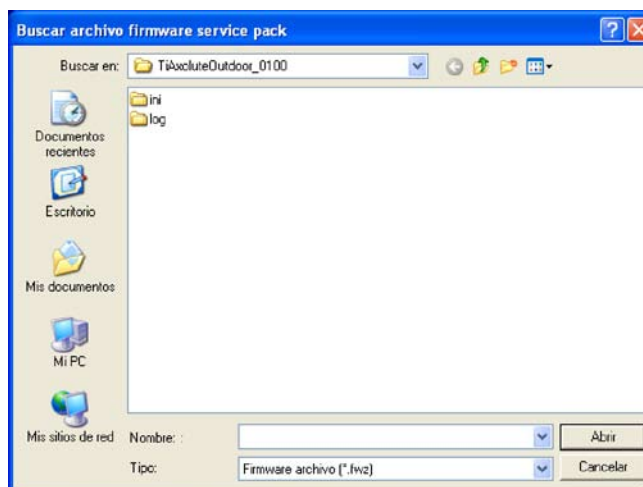 Buscar archivo firmware service pack
Buscar en:
TiAxoluteOutdoor_0100
ini
log
Documentos
recientes
Escritorio
Mis documentos
Mi PC
Mis sitios de red
Nombre: :
Abrir
Tipo:
Firmware archivo (*.fwz)
Cancelar